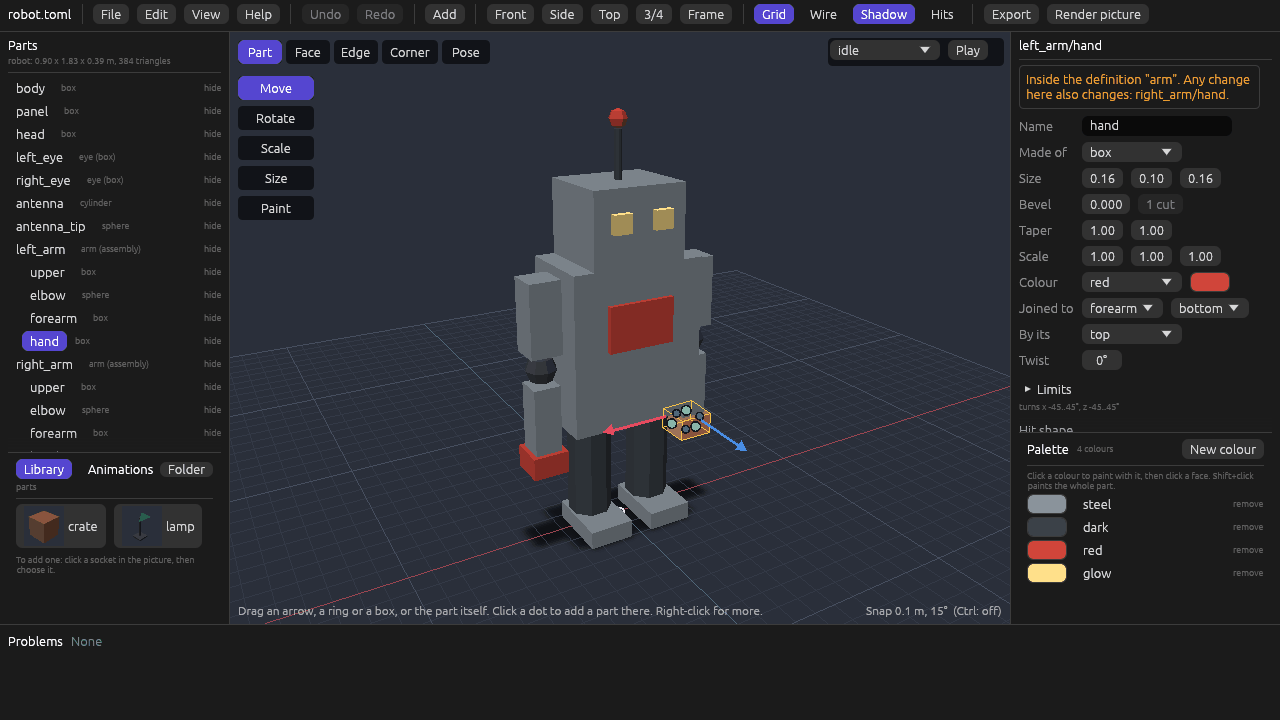 robot.toml File Edit View Help Undo Redo Add Front Side Top 3/4 Frame Grid Wire Shadow Hits Export Render picture
Parts
robot: 0.90 x 1.83 x 0.39 m, 384 triangles
body box hide
panel box hide
head box hide
left_eye eye (box) hide
right_eye eye (box) hide
antenna cylinder hide
antenna_tip sphere hide
left_arm arm (assembly) hide
upper box hide
elbow sphere hide
forearm box hide
hand box hide
right_arm arm (assembly) hide
upper box hide
elbow sphere hide
forearm box hide
Library Animations Folder
parts
crate lamp
To add one: click a socket in the picture, then
choose it.
Part Face Edge Corner Pose
Move
Rotate
Scale
Size
Paint
idle Play
Drag an arrow, a ring or a box, or the part itself. Click a dot to add a part there. Right-click for more.
Snap 0.1 m, 15° (Ctrl: off)
left_arm/hand
Inside the definition "arm". Any change
here also changes: right_arm/hand.
Name hand
Made of box
Size 0.16 0.10 0.16
Bevel 0.000 1 cut
Taper 1.00 1.00
Scale 1.00 1.00 1.00
Colour red
Joined to forearm bottom
By its top
Twist 0°
Limits
turns x -45..45°, z -45..45°
Hit shape
Palette 4 colours New colour
Click a colour to paint with it, then click a face. Shift+click
paints the whole part.
steel remove
dark remove
red remove
glow remove
Problems None